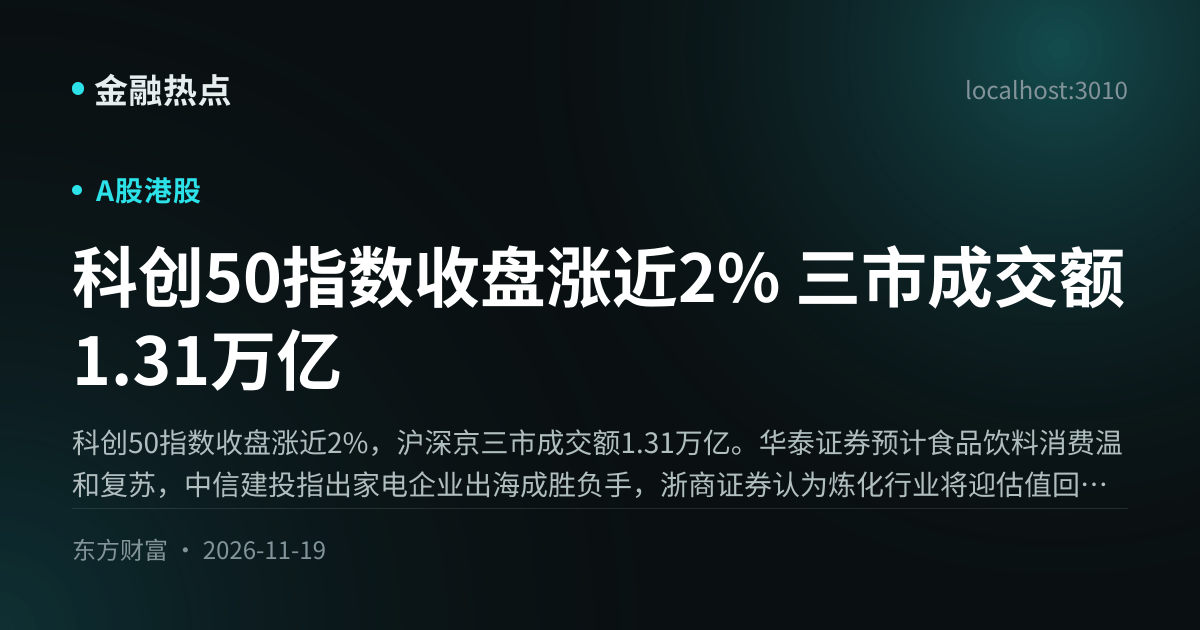 金融热点
localhost:3010
A股港股
科创50指数收盘涨近2% 三市成交额
1.31万亿
科创50指数收盘涨近2%，沪深京三市成交额1.31万亿。华泰证券预计食品饮料消费温
和复苏，中信建投指出家电企业出海成胜负手，浙商证券认为炼化行业将迎估值回…
东方财富 • 2026-11-19